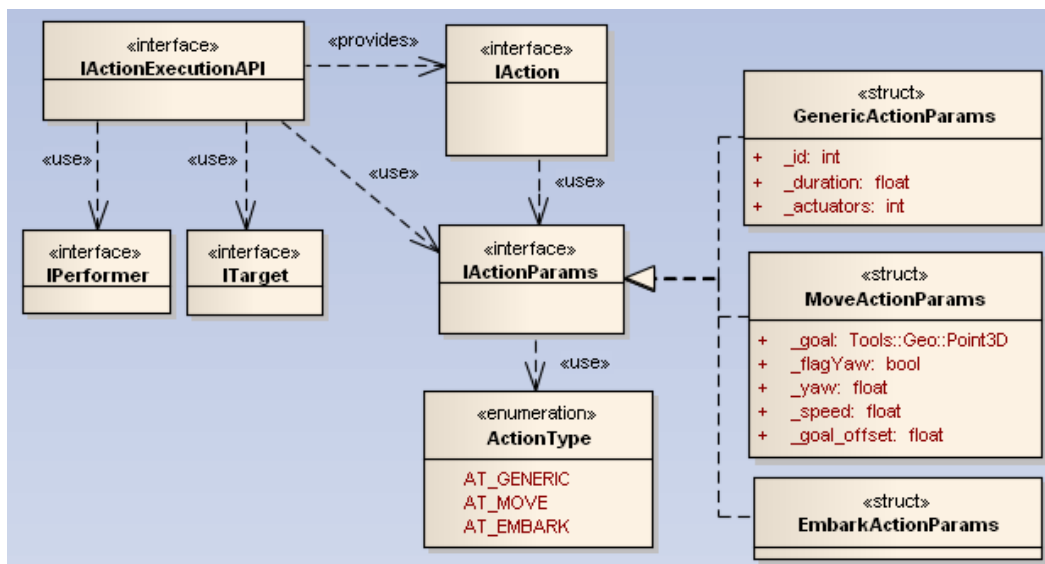 «interface»
IActionExecutionAPI
«provides»
«interface»
IAction
«use»
«use»
«use»
«use»
«interface»
IPerformer
«interface»
ITarget
«interface»
IActionParams
«use»
«enumeration»
ActionType
AT_GENERIC
AT_MOVE
AT_EMBARK
«struct»
GenericActionParams
+ _id: int
+ _duration: float
+ _actuators: int
«struct»
MoveActionParams
+ _goal: Tools::Geo::Point3D
+ _flagYaw: bool
+ _yaw: float
+ _speed: float
+ _goal_offset: float
«struct»
EmbarkActionParams